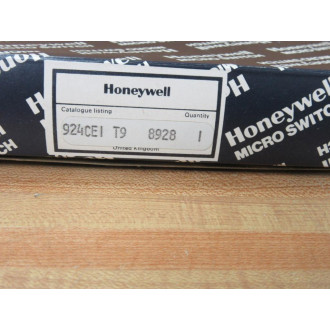 Honeywell
Catalogue listing Quantity
924CE1 T9 8928 1
United Kingdom
Honeywell
MICRO SWITCH